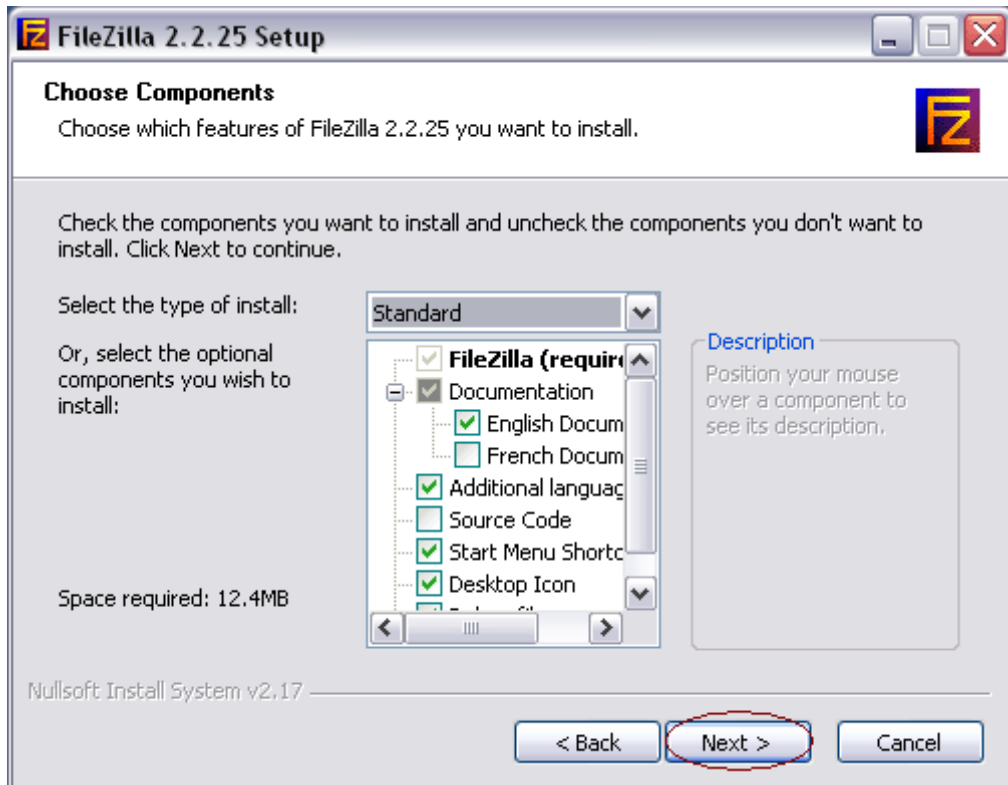 FileZilla 2.2.25 Setup
Choose Components
Choose which features of FileZilla 2.2.25 you want to install.
Check the components you want to install and uncheck the components you don't want to
install. Click Next to continue.
Select the type of install:
Standard
Or, select the optional
components you wish to
install:
FileZilla (require
Documentation
English Docum
French Docum
Additional languag
Source Code
Start Menu Shortc
Desktop Icon
Description
Position your mouse
over a component to
see its description.
Space required: 12.4MB
Nullsoft Install System v2.17
< Back
Next >
Cancel